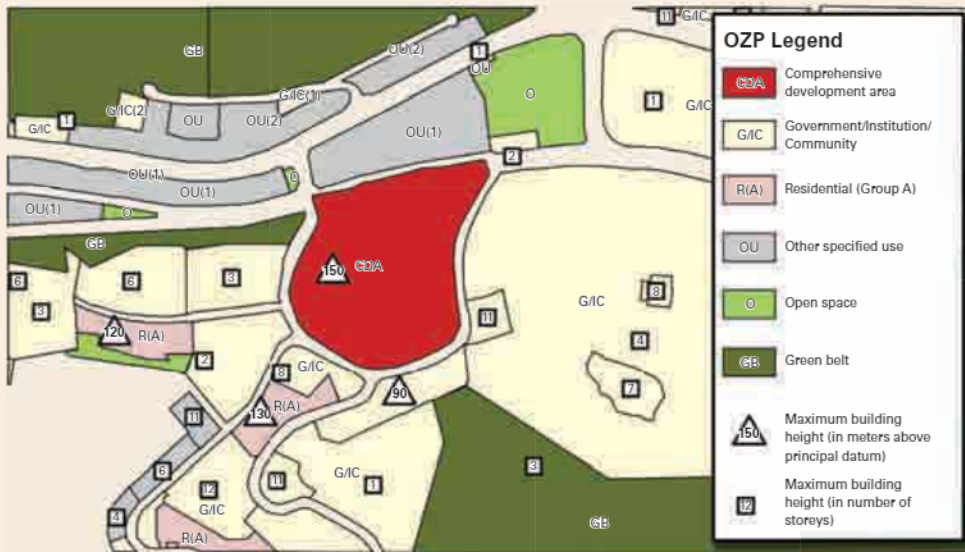 11
G/IC
OZP Legend
GB
OU(2)
1
OU
CDA
Comprehensive
development area
G/IC(1)
O
1
G/IC
G/IC(2)
OU
OU(2)
G/IC
1
OU(1)
G/IC
Government/Institution/
Community
2
OU(1)
O
OU(1)
R(A)
Residential (Group A)
OU(1)
O
GB
OU
Other specified use
150
CDA
6
6
3
8
3
G/IC
O
Open space
11
120
R(A)
4
2
GB
Green belt
8
G/IC
7
90
130
R(A)
11
150
Maximum building
height (in meters above
principal datum)
6
3
G/IC
11
1
12
Maximum building
height (in number of
storeys)
12
G/IC
4
GB
R(A)